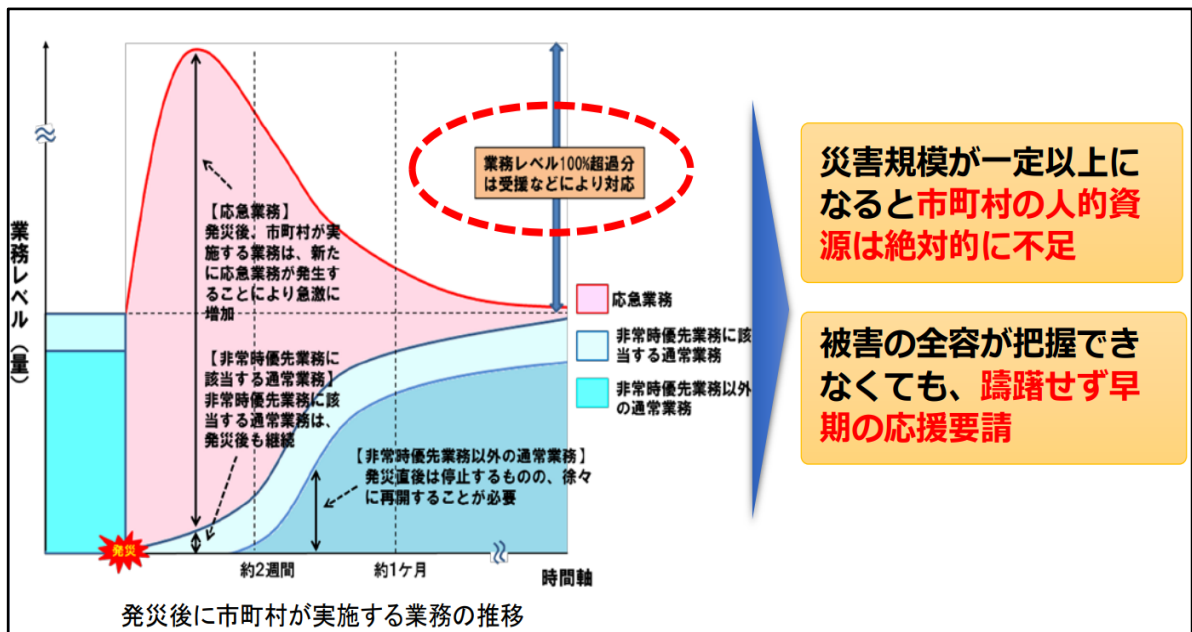 業務レベル(量)
【応急業務】
発災後、市町村が実
施する業務は、新た
に応急業務が発生す
ることにより急激に
増加
【非常時優先業務に
該当する通常業務】
非常時優先業務に該
当する通常業務は、
発災後も継続
【非常時優先業務以外の通常業務】
発災直後は停止するものの、徐々
に再開することが必要
業務レベル100%超過分
は受援などにより対応
応急業務
非常時優先業務に該
当する通常業務
非常時優先業務以外
の通常業務
発災
約2週間
約1ケ月
時間軸
発災後に市町村が実施する業務の推移
災害規模が一定以上に
なると市町村の人的資
源は絶対的に不足
被害の全容が把握でき
なくても、躊躇せず早
期の応援要請